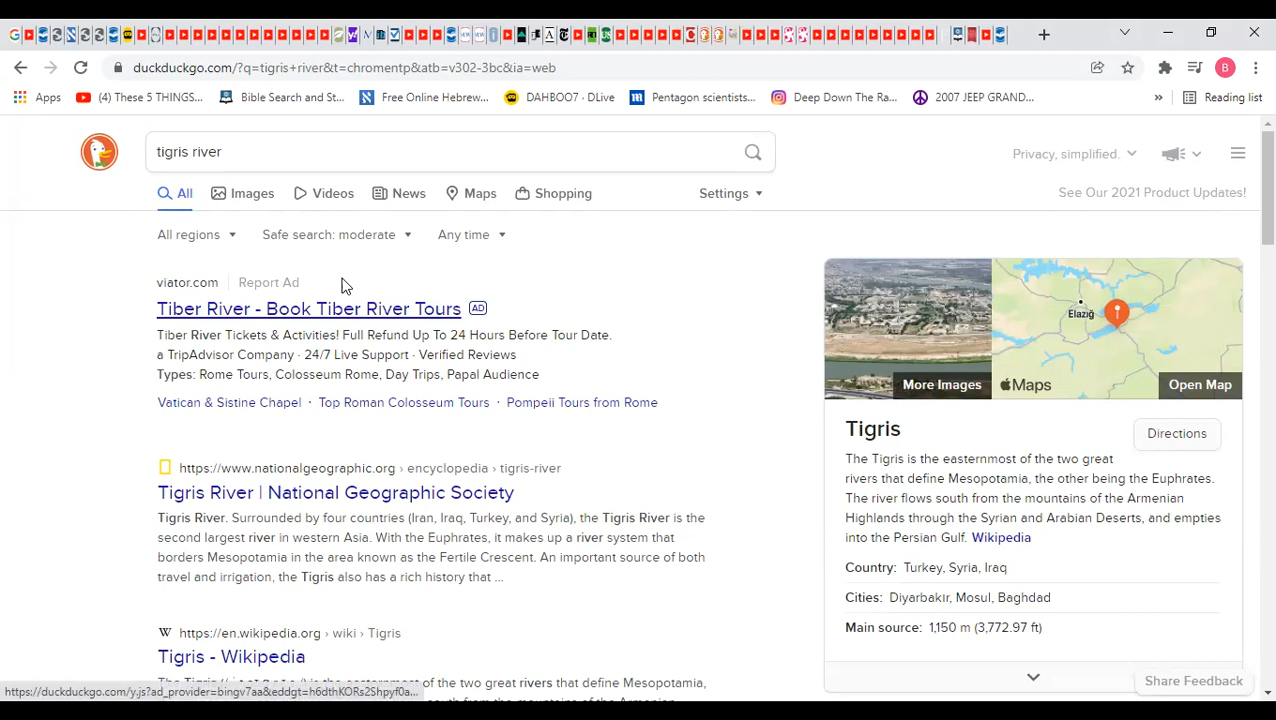 duckduckgo.com/?q=tigris+river&t=chromentp&atb=v302-3bc&ia=web
B
Apps
(4) These 5 THINGS...
Bible Search and St...
Free Online Hebrew...
DAHBOO7 - DLive
Pentagon scientists...
Deep Down The Ra...
2007 JEEP GRAND...
»
Reading list
tigris river
Privacy, simplified.
All
Images
Videos
News
Maps
Shopping
Settings
See Our 2021 Product Updates!
All regions
Safe search: moderate
Any time
viator.com
Report Ad
Tiber River - Book Tiber River Tours AD
Tiber River Tickets & Activities! Full Refund Up To 24 Hours Before Tour Date.
a TripAdvisor Company · 24/7 Live Support · Verified Reviews
Types: Rome Tours, Colosseum Rome, Day Trips, Papal Audience
Vatican & Sistine Chapel · Top Roman Colosseum Tours · Pompeii Tours from Rome
https://www.nationalgeographic.org › encyclopedia › tigris-river
Tigris River | National Geographic Society
Tigris River. Surrounded by four countries (Iran, Iraq, Turkey, and Syria), the Tigris River is the
second largest river in western Asia. With the Euphrates, it makes up a river system that
borders Mesopotamia in the area known as the Fertile Crescent. An important source of both
travel and irrigation, the Tigris also has a rich history that ...
W https://en.wikipedia.org › wiki › Tigris
Tigris - Wikipedia
of the two great rivers that define Mesopotamia,
https://duckduckgo.com/y.js?ad_provider=bingv7aa&eddgt=h6dthKORs2Shpyf0a...
Elazığ
More Images
Maps
Open Map
Tigris
Directions
The Tigris is the easternmost of the two great
rivers that define Mesopotamia, the other being the Euphrates.
The river flows south from the mountains of the Armenian
Highlands through the Syrian and Arabian Deserts, and empties
into the Persian Gulf. Wikipedia
Country: Turkey, Syria, Iraq
Cities: Diyarbakır, Mosul, Baghdad
Main source: 1,150 m (3,772.97 ft)
Share Feedback